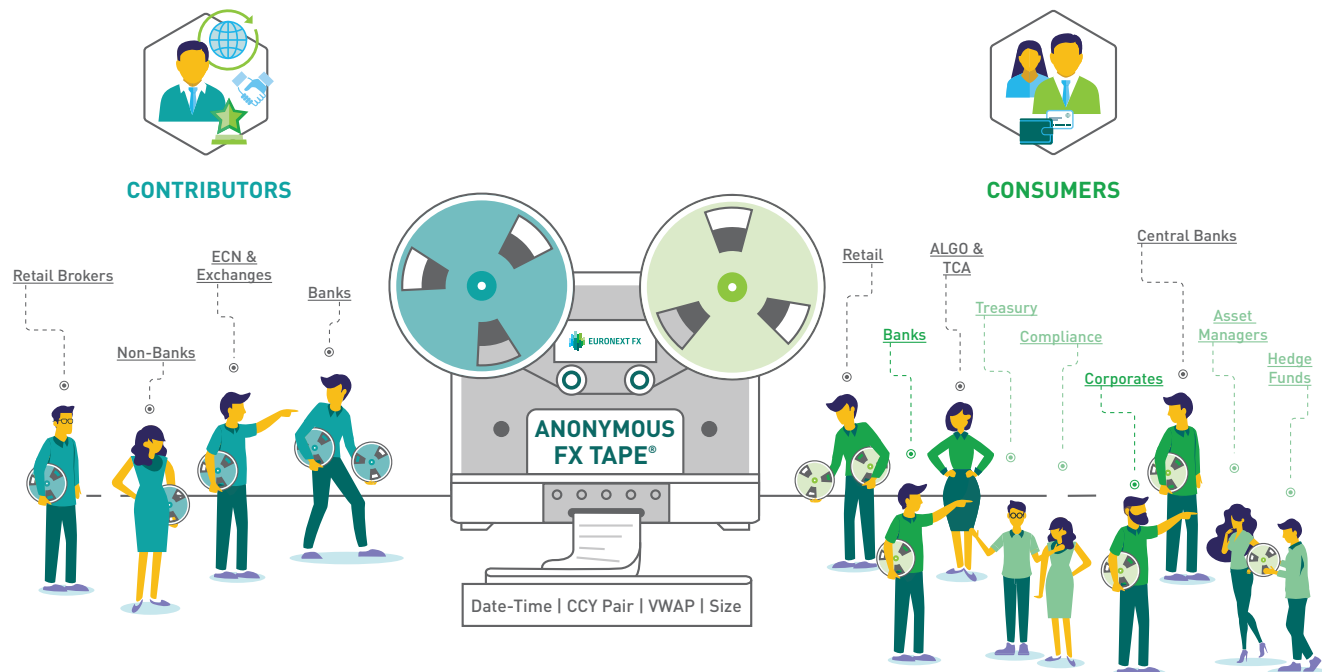 CONTRIBUTORS
CONSUMERS
Retail Brokers
Non-Banks
ECN &
Exchanges
Banks
EURONEXT FX
ANONYMOUS
FX TAPE®
Date-Time | CCY Pair | VWAP | Size
Retail
Banks
ALGO &
TCA
Treasury
Compliance
Corporates
Central Banks
Asset
Managers
Hedge
Funds